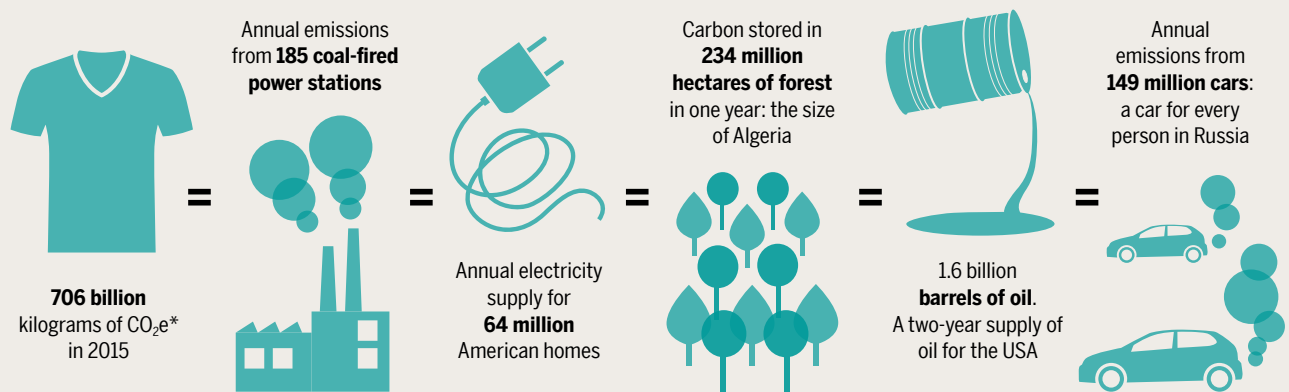 706 billion
kilograms of CO₂e*
in 2015
Annual emissions
from 185 coal-fired
power stations
Annual electricity
supply for
64 million
American homes
Carbon stored in
234 million
hectares of forest
in one year: the size
of Algeria
1.6 billion
barrels of oil.
A two-year supply of
oil for the USA
Annual
emissions from
149 million cars:
a car for every
person in Russia
=
=
=
=
=